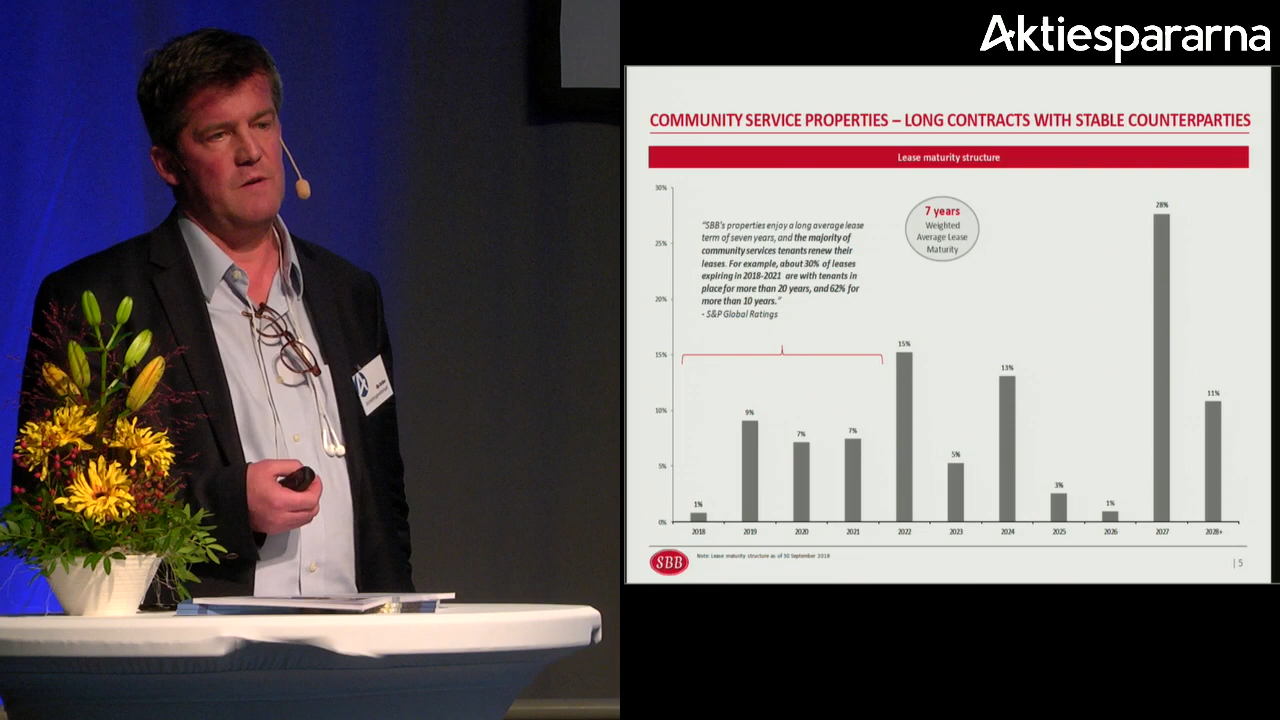 Aktiespararna
COMMUNITY SERVICE PROPERTIES – LONG CONTRACTS WITH STABLE COUNTERPARTIES
Lease maturity structure
30%
25%
20%
15%
10%
5%
0%
"SBB's properties enjoy a long average lease
term of seven years, and the majority of
community services tenants renew their
leases. For example, about 30% of leases
expiring in 2018-2021 are with tenants in
place for more than 20 years, and 62% for
more than 10 years."
- S&P Global Ratings
7 years
Weighted
Average Lease
Maturity
1%
9%
7%
7%
15%
5%
13%
3%
1%
28%
11%
2018
2019
2020
2021
2022
2023
2024
2025
2026
2027
2028+
SBB
Note: Lease maturity structure as of 30 September 2018
| 5